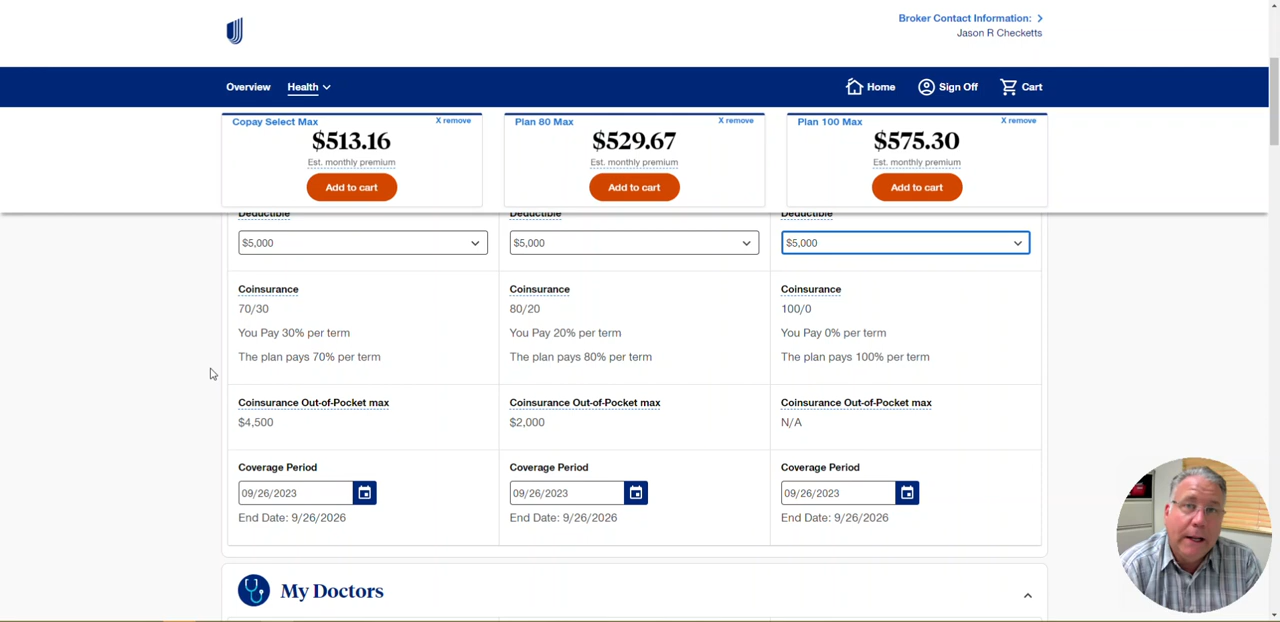 Broker Contact Information:
Jason R Checketts
Overview Health Home Sign Off Cart
Copay Select Max X remove
$513.16
Est. monthly premium
Add to cart
Plan 80 Max X remove
$529.67
Est. monthly premium
Add to cart
Plan 100 Max X remove
$575.30
Est. monthly premium
Add to cart
Deductible Deductible Deductible
$5,000 $5,000 $5,000
Coinsurance Coinsurance Coinsurance
70/30 80/20 100/0
You Pay 30% per term You Pay 20% per term You Pay 0% per term
The plan pays 70% per term The plan pays 80% per term The plan pays 100% per term
Coinsurance Out-of-Pocket max Coinsurance Out-of-Pocket max Coinsurance Out-of-Pocket max
$4,500 $2,000 N/A
Coverage Period Coverage Period Coverage Period
09/26/2023 09/26/2023 09/26/2023
End Date: 9/26/2026 End Date: 9/26/2026 End Date: 9/26/2026
My Doctors